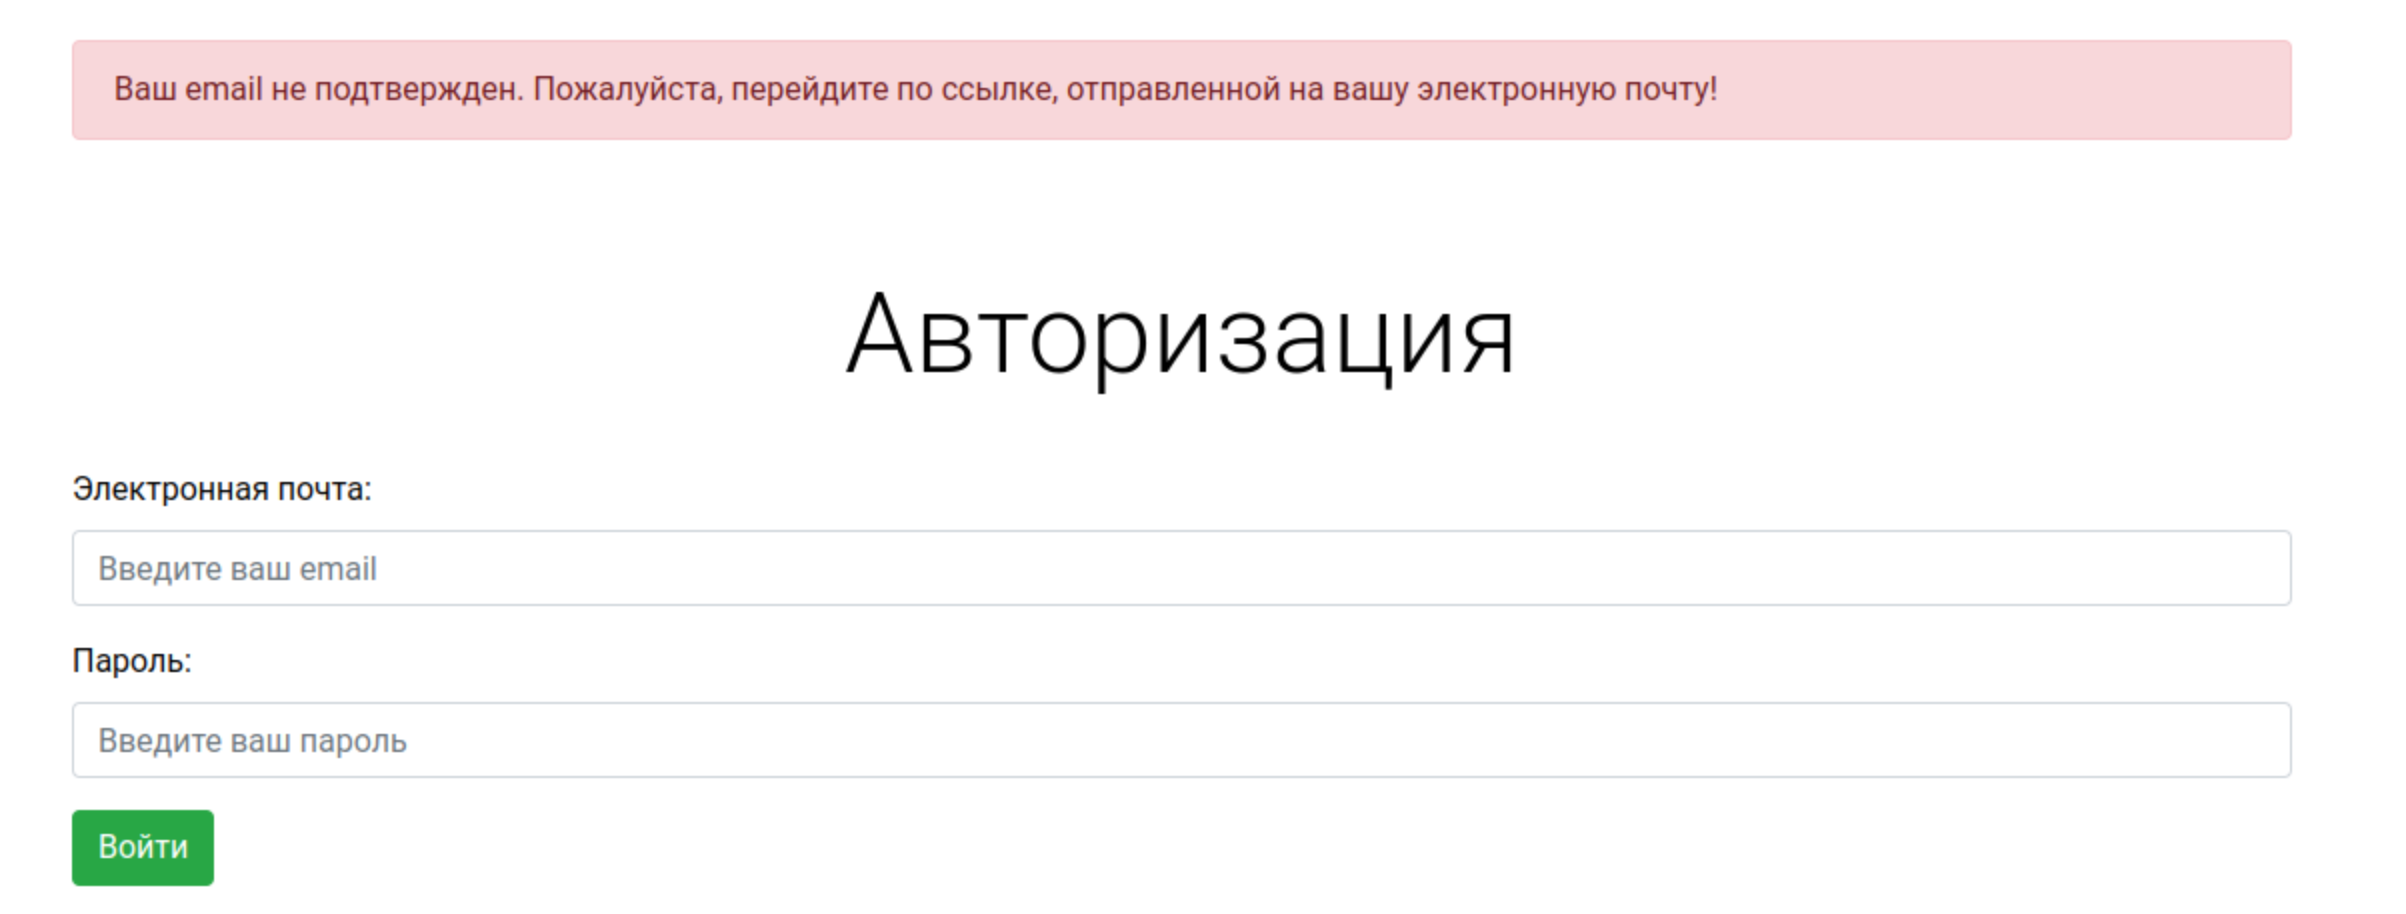 Ваш email не подтвержден. Пожалуйста, перейдите по ссылке, отправленной на вашу электронную почту!
Авторизация
Электронная почта:
Введите ваш email
Пароль:
Введите ваш пароль
Войти